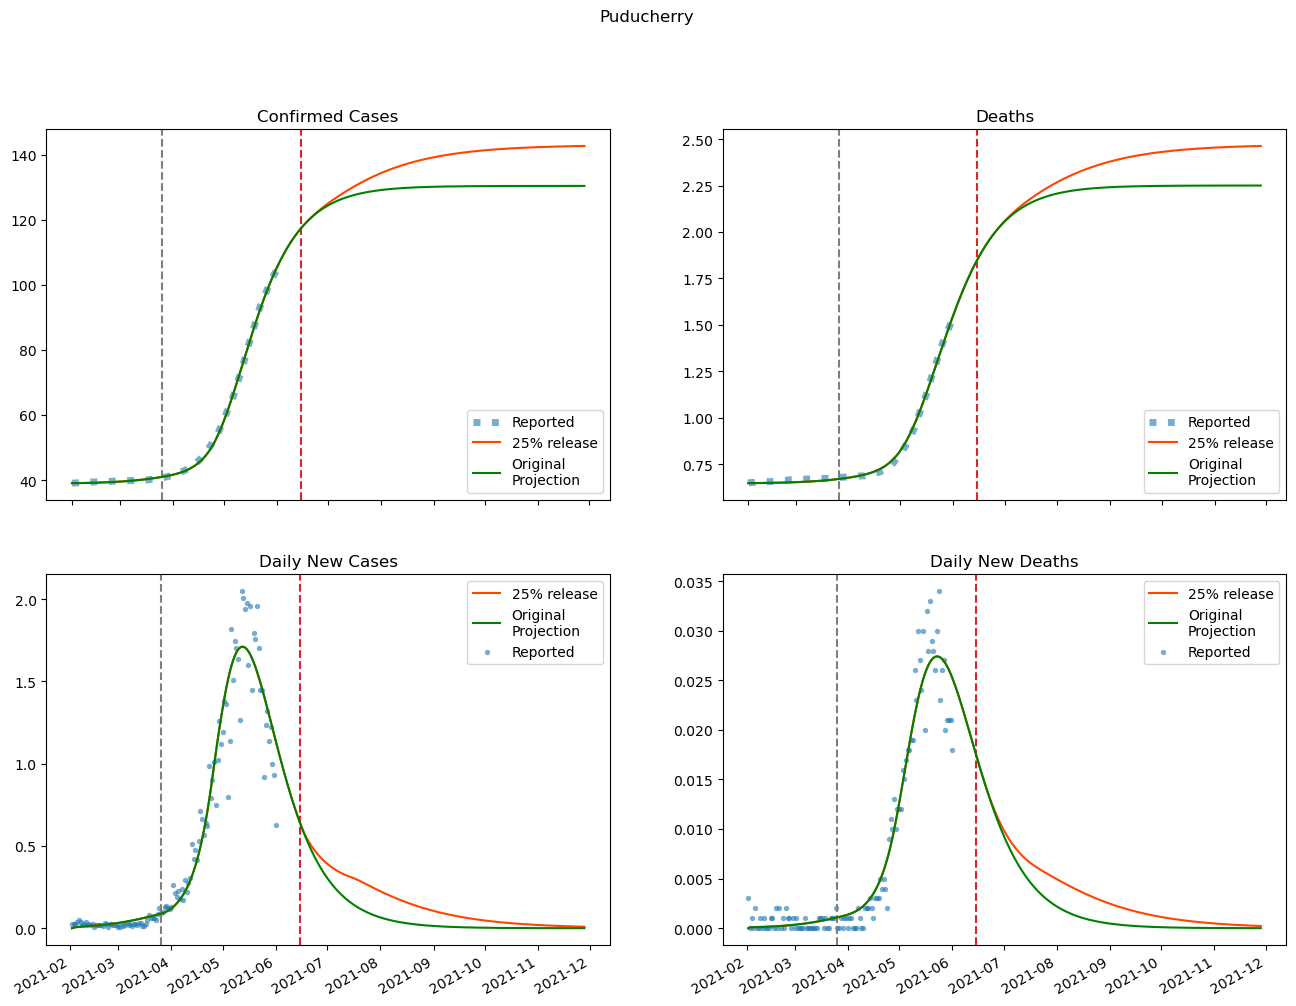 Puducherry
Confirmed Cases
140
120
100
80
60
40
Reported
25% release
Original
Projection
Deaths
2.50
2.25
2.00
1.75
1.50
1.25
1.00
0.75
Reported
25% release
Original
Projection
Daily New Cases
2.0
1.5
1.0
0.5
0.0
25% release
Original
Projection
Reported
2021-02
2021-03
2021-04
2021-05
2021-06
2021-07
2021-08
2021-09
2021-10
2021-11
2021-12
Daily New Deaths
0.035
0.030
0.025
0.020
0.015
0.010
0.005
0.000
25% release
Original
Projection
Reported
2021-02
2021-03
2021-04
2021-05
2021-06
2021-07
2021-08
2021-09
2021-10
2021-11
2021-12